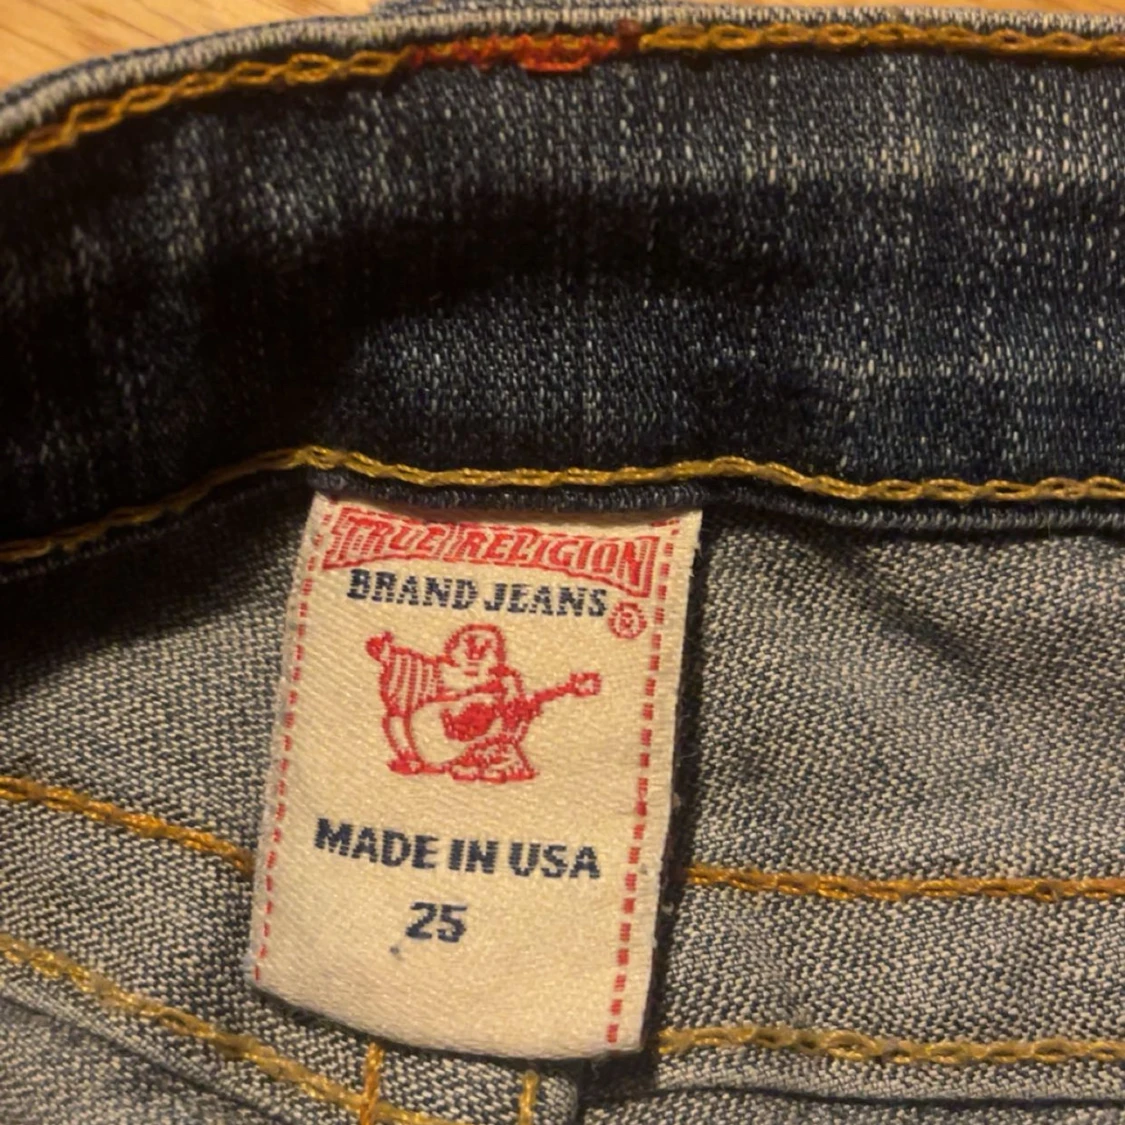 TRUE RELIGION
BRAND JEANS
®
MADE IN USA
25